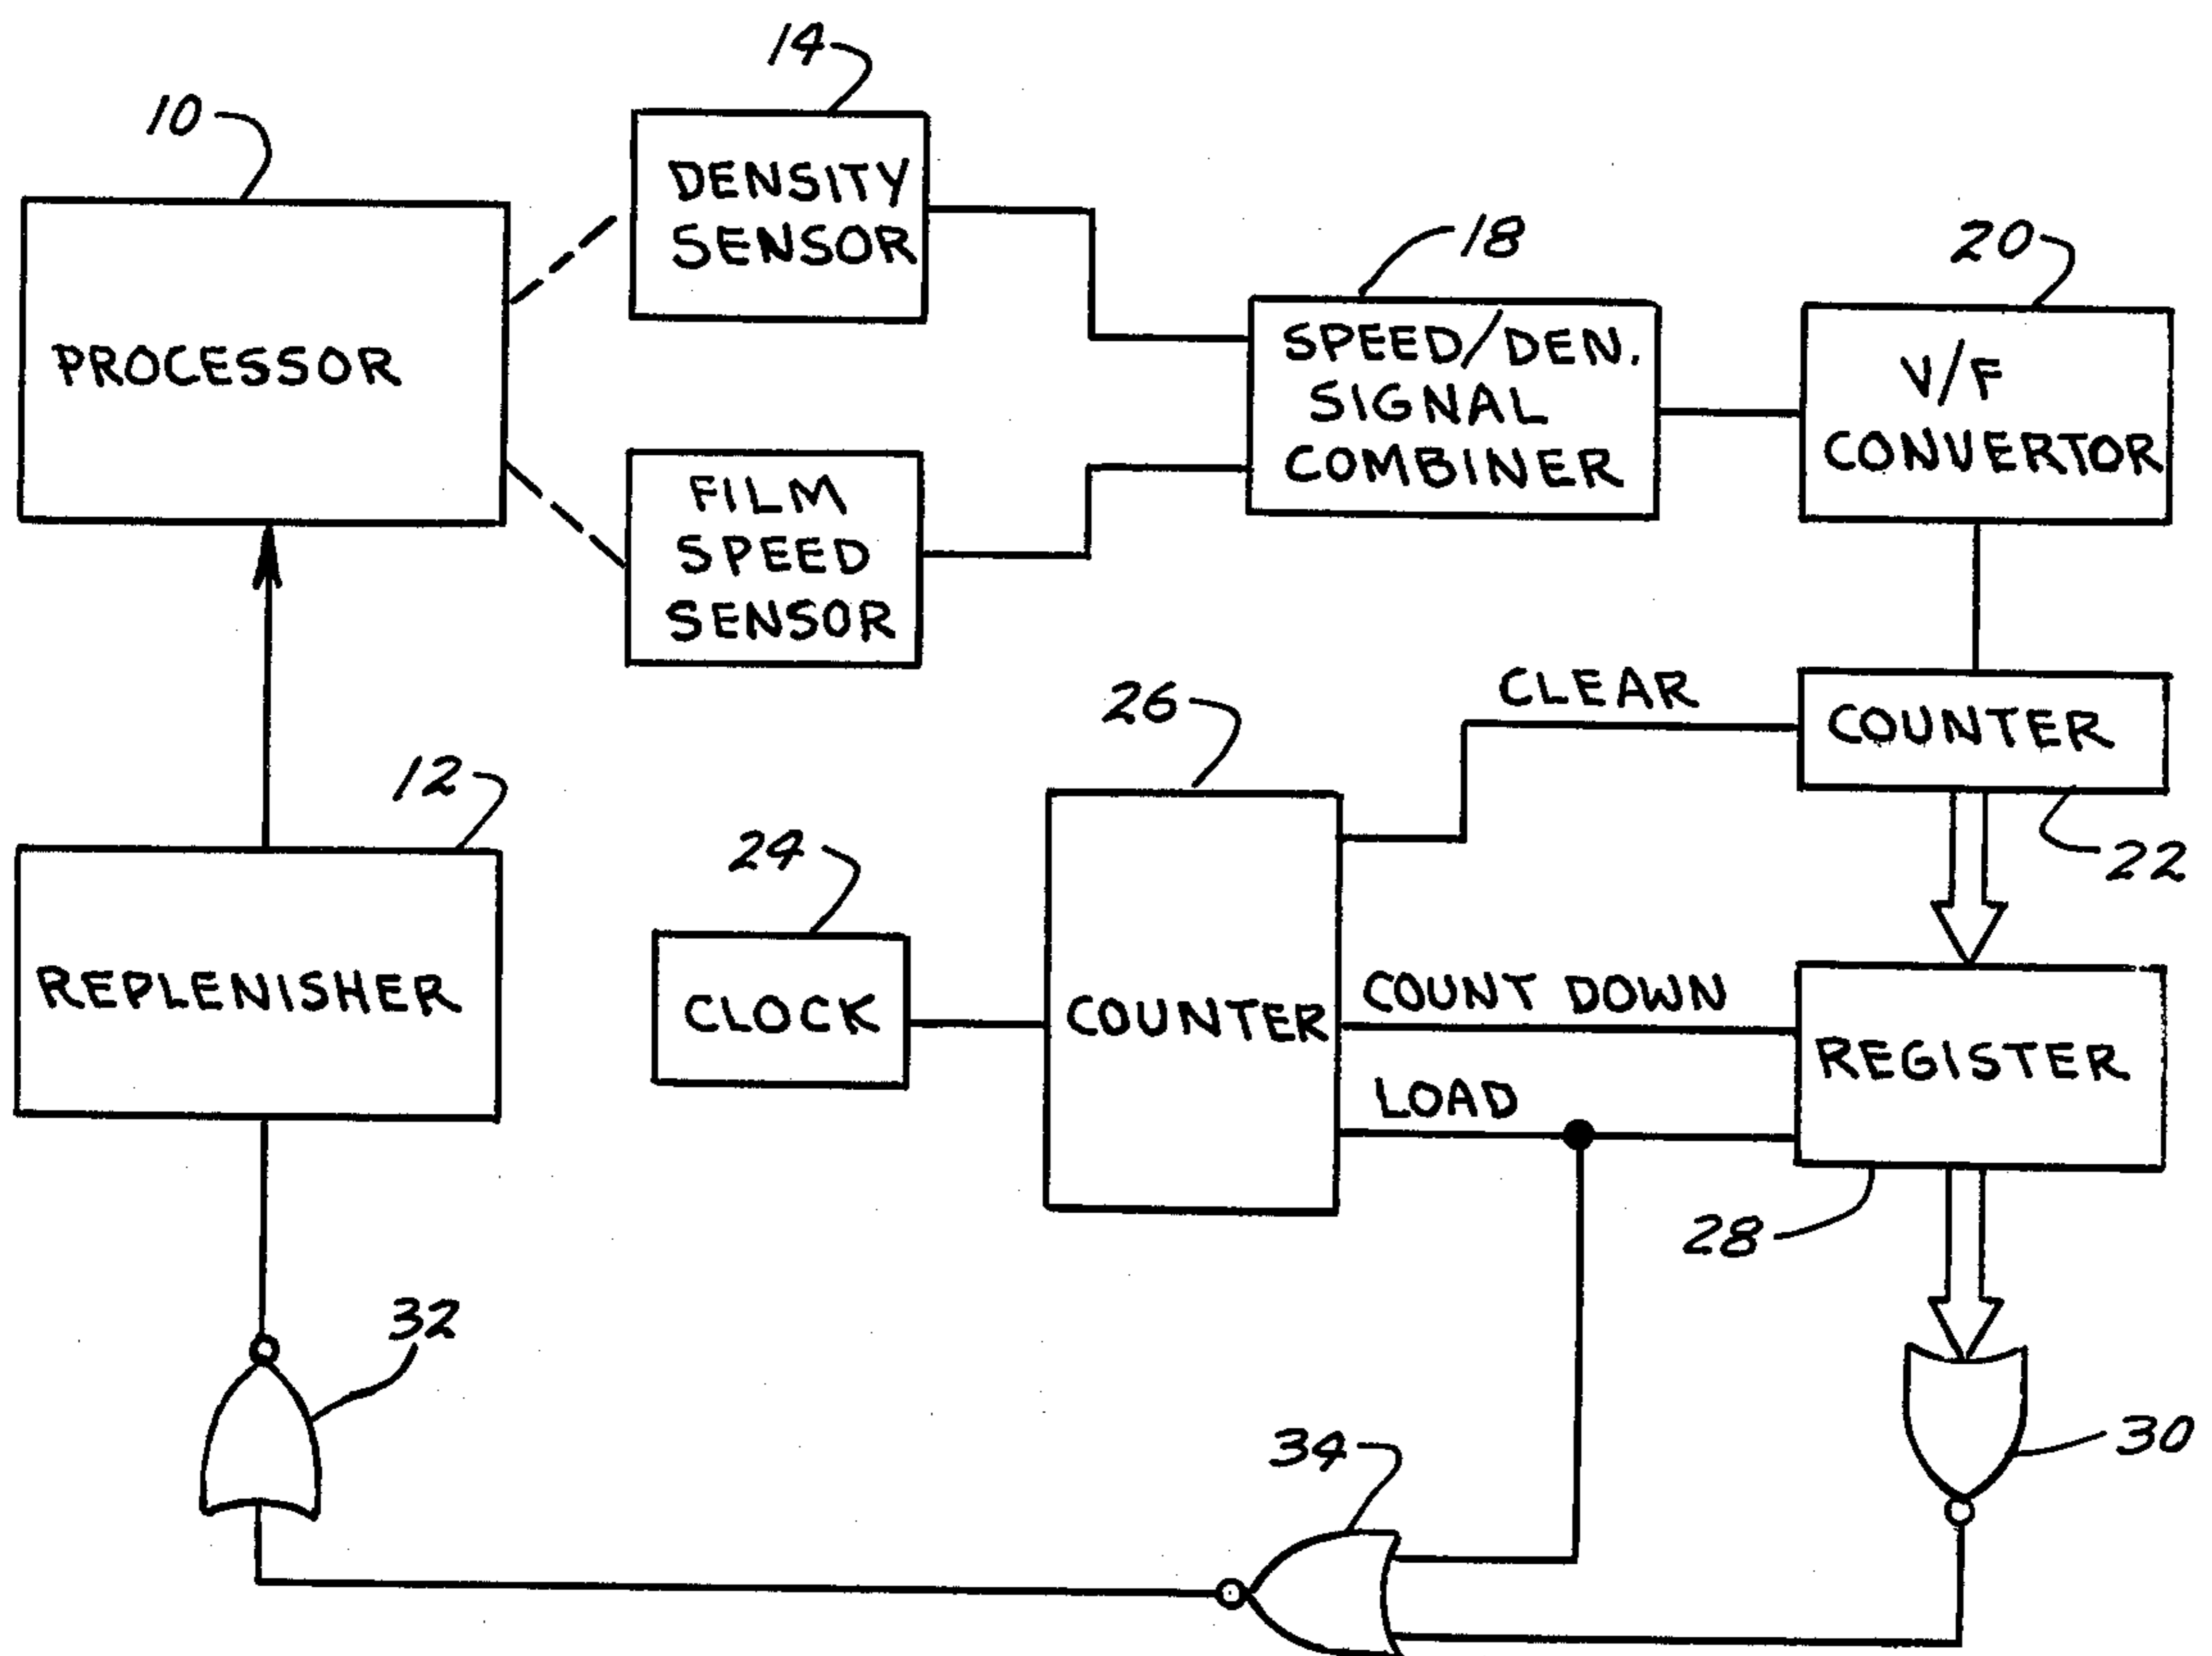 14
10
DENSITY
SENSOR
18
20
PROCESSOR
SPEED/DEN.
SIGNAL
COMBINER
V/F
CONVERTOR
FILM
SPEED
SENSOR
26
CLEAR
COUNTER
12
24
22
REPLENISHER
CLOCK
COUNTER
COUNT DOWN
LOAD
REGISTER
28
32
34
30